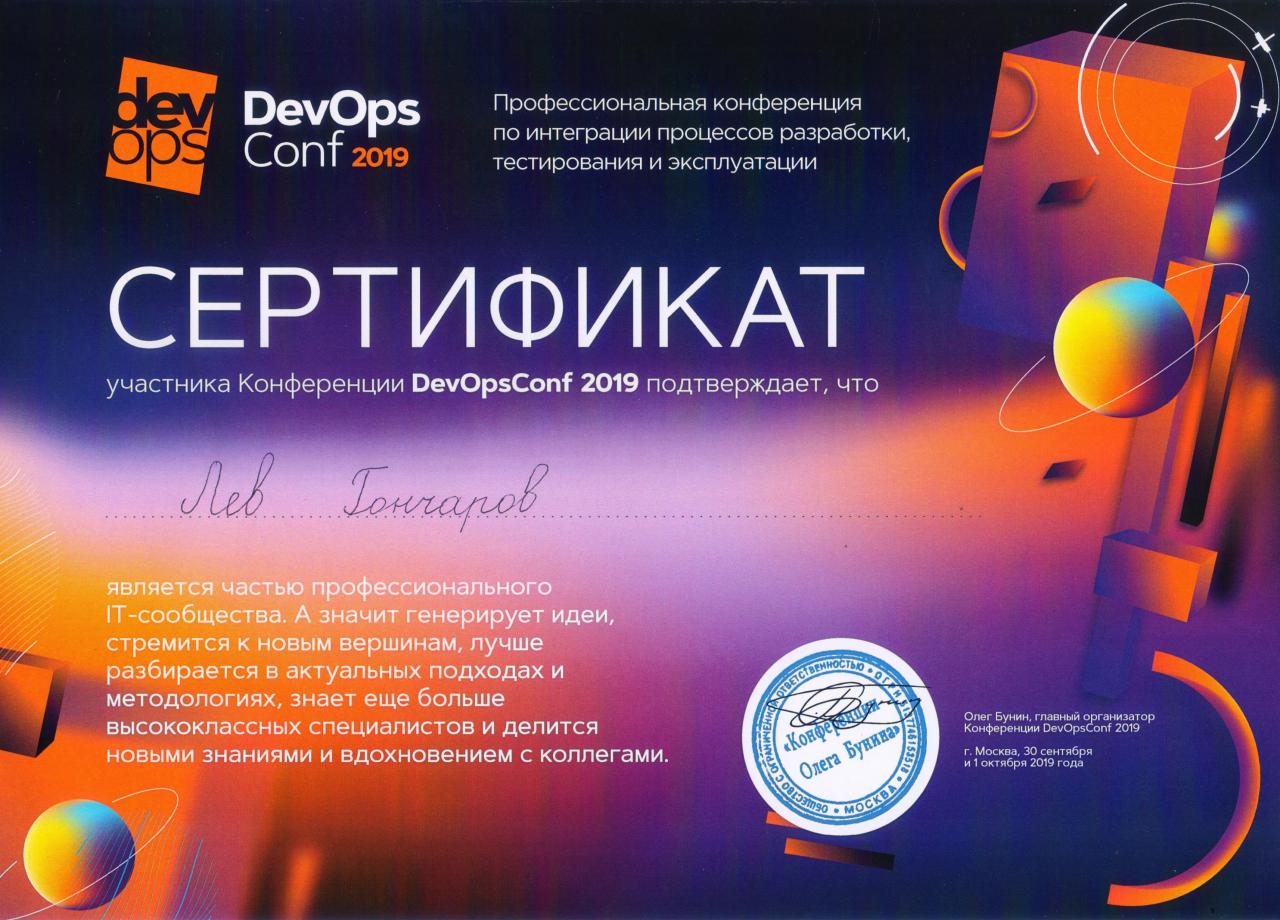 dev
ops
DevOps
Conf 2019
Профессиональная конференция
по интеграции процессов разработки,
тестирования и эксплуатации
СЕРТИФИКАТ
участника Конференции DevOpsConf 2019 подтверждает, что
Лев Гончаров
является частью профессионального
IT-сообщества. А значит генерирует идеи,
стремится к новым вершинам, лучше
разбирается в актуальных подходах и
методологиях, знает еще больше
высококлассных специалистов и делится
новыми знаниями и вдохновением с коллегами.
ОБЩЕСТВО С ОГРАНИЧЕННОЙ ОТВЕТСТВЕННОСТЬЮ
МОСКВА
«Конференции
Олега Бунина»
Олег Бунин, главный организатор
Конференции DevOpsConf 2019
г. Москва, 30 сентября
и 1 октября 2019 года